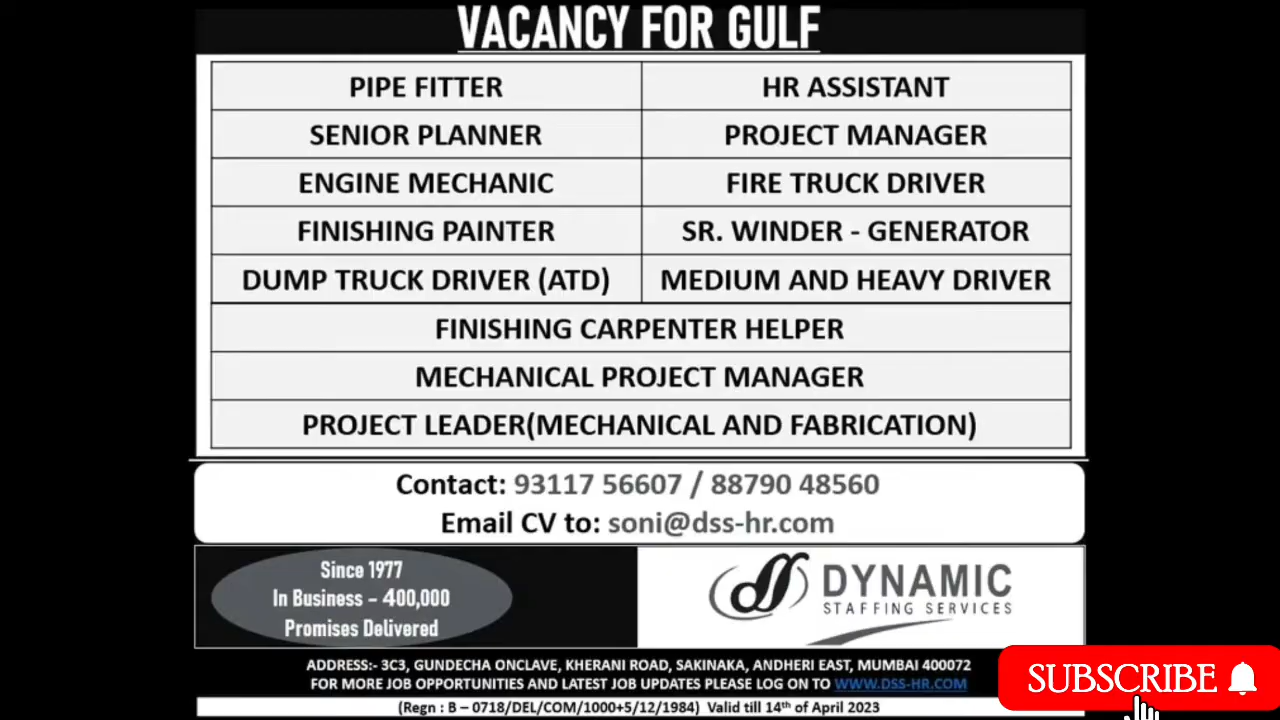 VACANCY FOR GULF
PIPE FITTER
HR ASSISTANT
SENIOR PLANNER
PROJECT MANAGER
ENGINE MECHANIC
FIRE TRUCK DRIVER
FINISHING PAINTER
SR. WINDER - GENERATOR
DUMP TRUCK DRIVER (ATD)
MEDIUM AND HEAVY DRIVER
FINISHING CARPENTER HELPER
MECHANICAL PROJECT MANAGER
PROJECT LEADER(MECHANICAL AND FABRICATION)
Contact: 93117 56607 / 88790 48560
Email CV to: soni@dss-hr.com
Since 1977
In Business – 400,000
Promises Delivered
dss DYNAMIC
STAFFING SERVICES
ADDRESS:- 3C3, GUNDECHA ONCLAVE, KHERANI ROAD, SAKINAKA, ANDHERI EAST, MUMBAI 400072
FOR MORE JOB OPPORTUNITIES AND LATEST JOB UPDATES PLEASE LOG ON TO WWW.DSS-HR.COM
(Regn : B – 0718/DEL/COM/1000+5/12/1984) Valid till 14th of April 2023
SUBSCRIBE